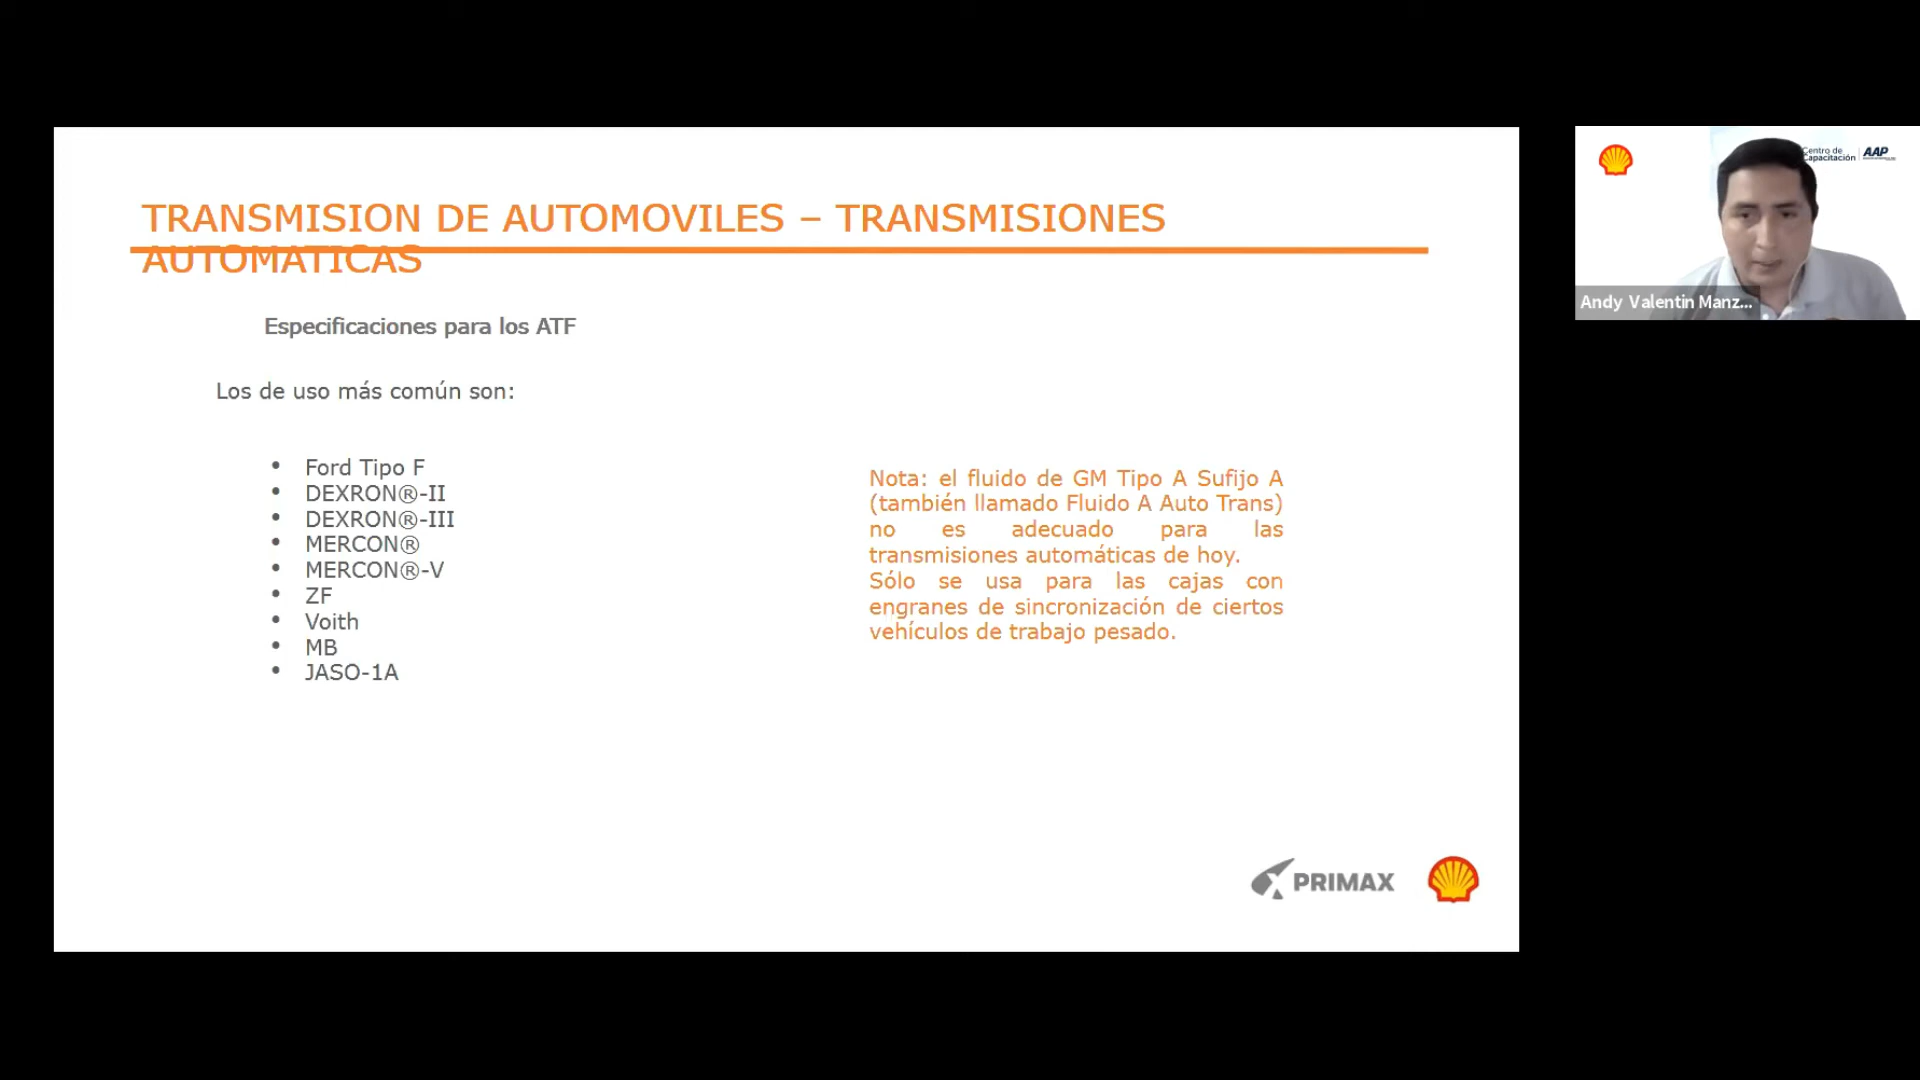 TRANSMISION DE AUTOMOVILES – TRANSMISIONES
AUTOMATICAS
Especificaciones para los ATF
Los de uso más común son:
• Ford Tipo F
• DEXRON®-II
• DEXRON®-III
• MERCON®
• MERCON®-V
• ZF
• Voith
• MB
• JASO-1A
Nota: el fluido de GM Tipo A Sufijo A
(también llamado Fluido A Auto Trans)
no es adecuado para las
transmisiones automáticas de hoy.
Sólo se usa para las cajas con
engranes de sincronización de ciertos
vehículos de trabajo pesado.
PRIMAX
Centro de
Capacitación
AAP
Andy Valentin Manz...